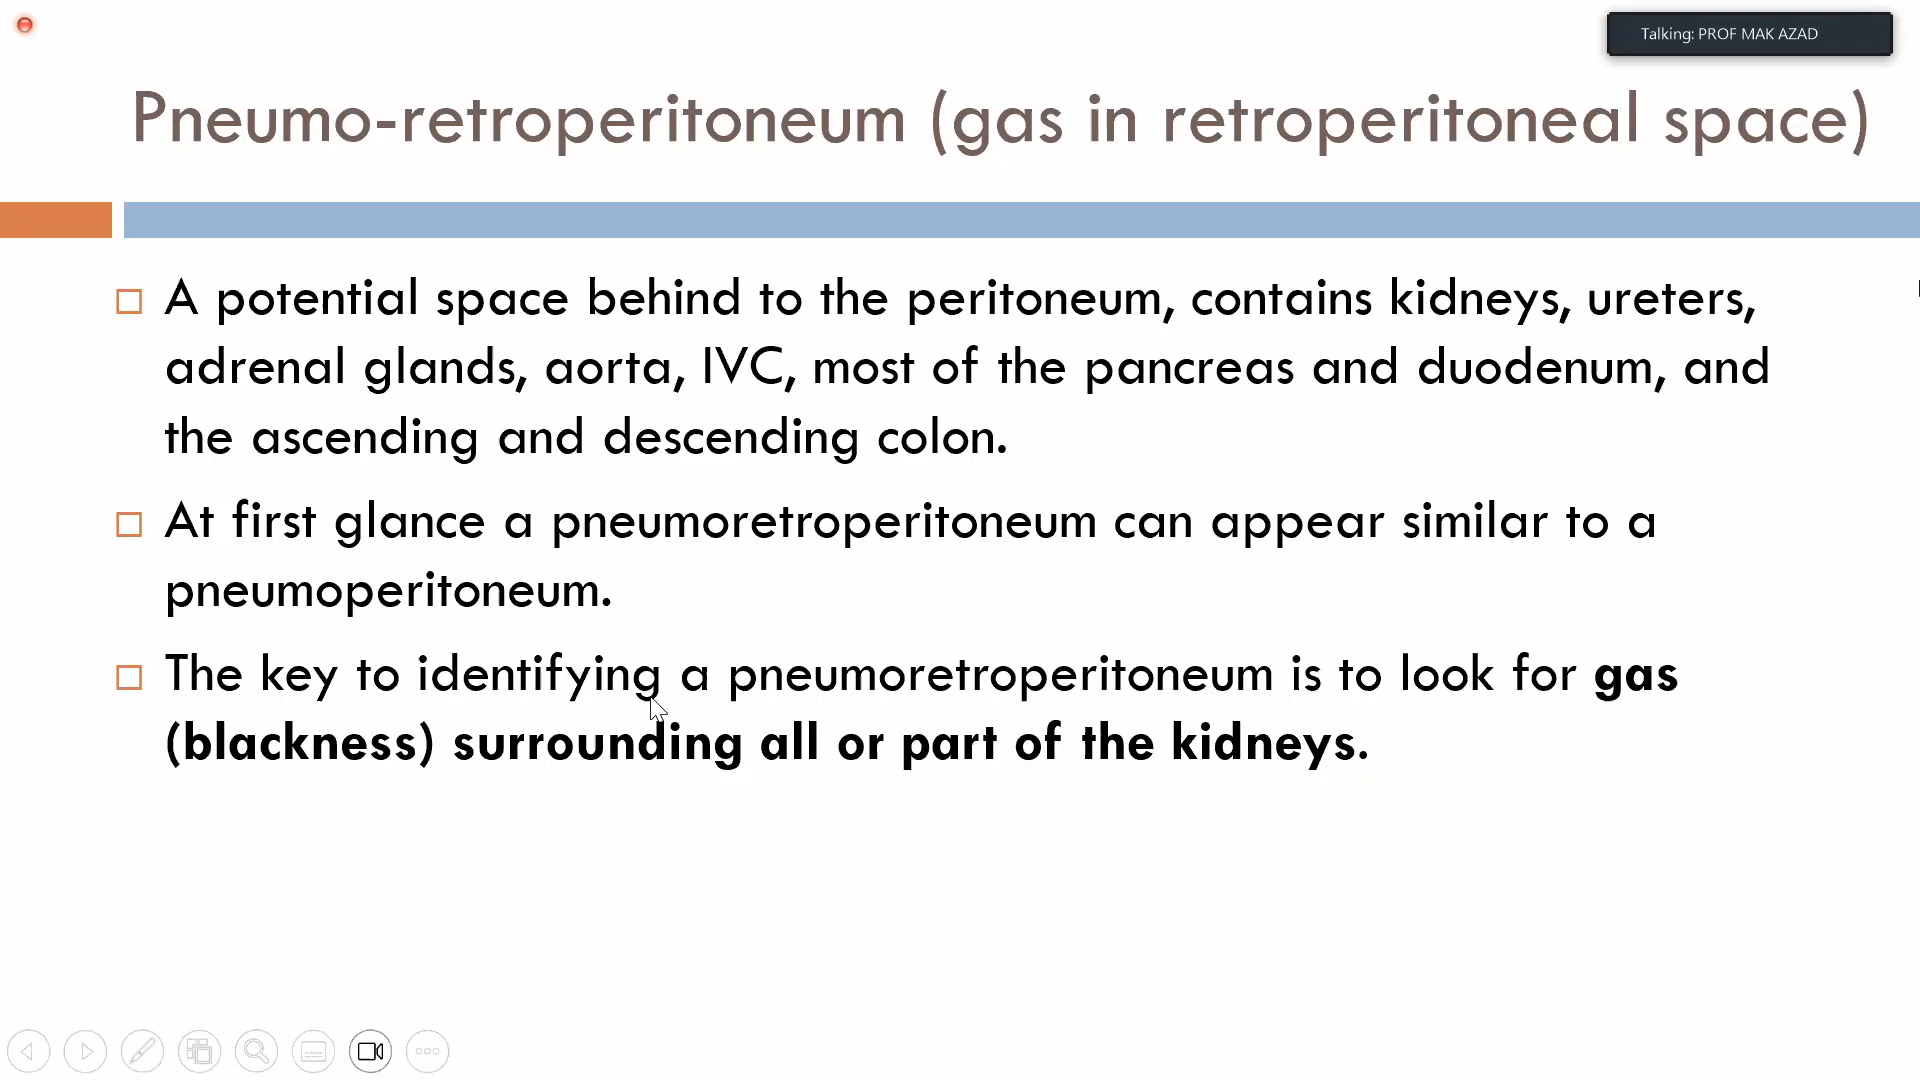 Talking: PROF MAK AZAD
Pneumo-retroperitoneum (gas in retroperitoneal space)
A potential space behind to the peritoneum, contains kidneys, ureters,
adrenal glands, aorta, IVC, most of the pancreas and duodenum, and
the ascending and descending colon.
At first glance a pneumoretroperitoneum can appear similar to a
pneumoperitoneum.
The key to identifying a pneumoretroperitoneum is to look for gas
(blackness) surrounding all or part of the kidneys.